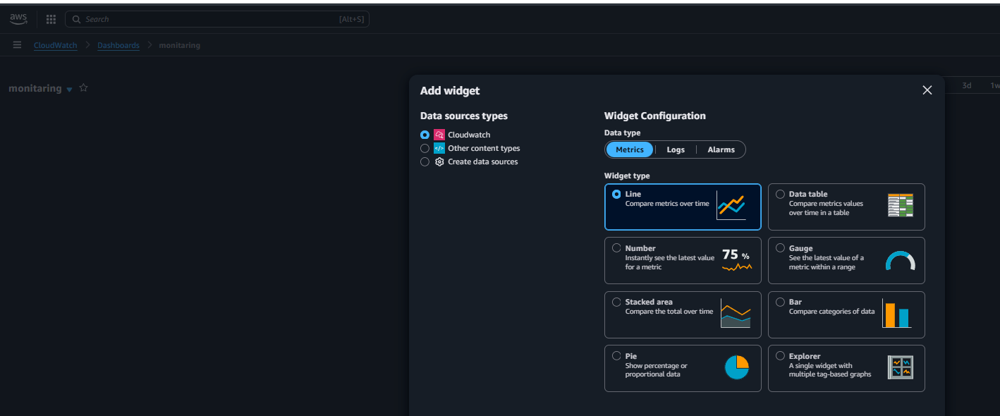 aws
Search [Alt+S]
CloudWatch > Dashboards > monitaring
monitaring
3d 1w
Add widget
Data sources types
Cloudwatch
Other content types
Create data sources
Widget Configuration
Data type
Metrics Logs Alarms
Widget type
Line
Compare metrics over time
Data table
Compare metrics values
over time in a table
Number
Instantly see the latest value
for a metric
75 %
Gauge
See the latest value of a
metric within a range
Stacked area
Compare the total over time
Bar
Compare categories of data
Pie
Show percentage or
proportional data
Explorer
A single widget with
multiple tag-based graphs